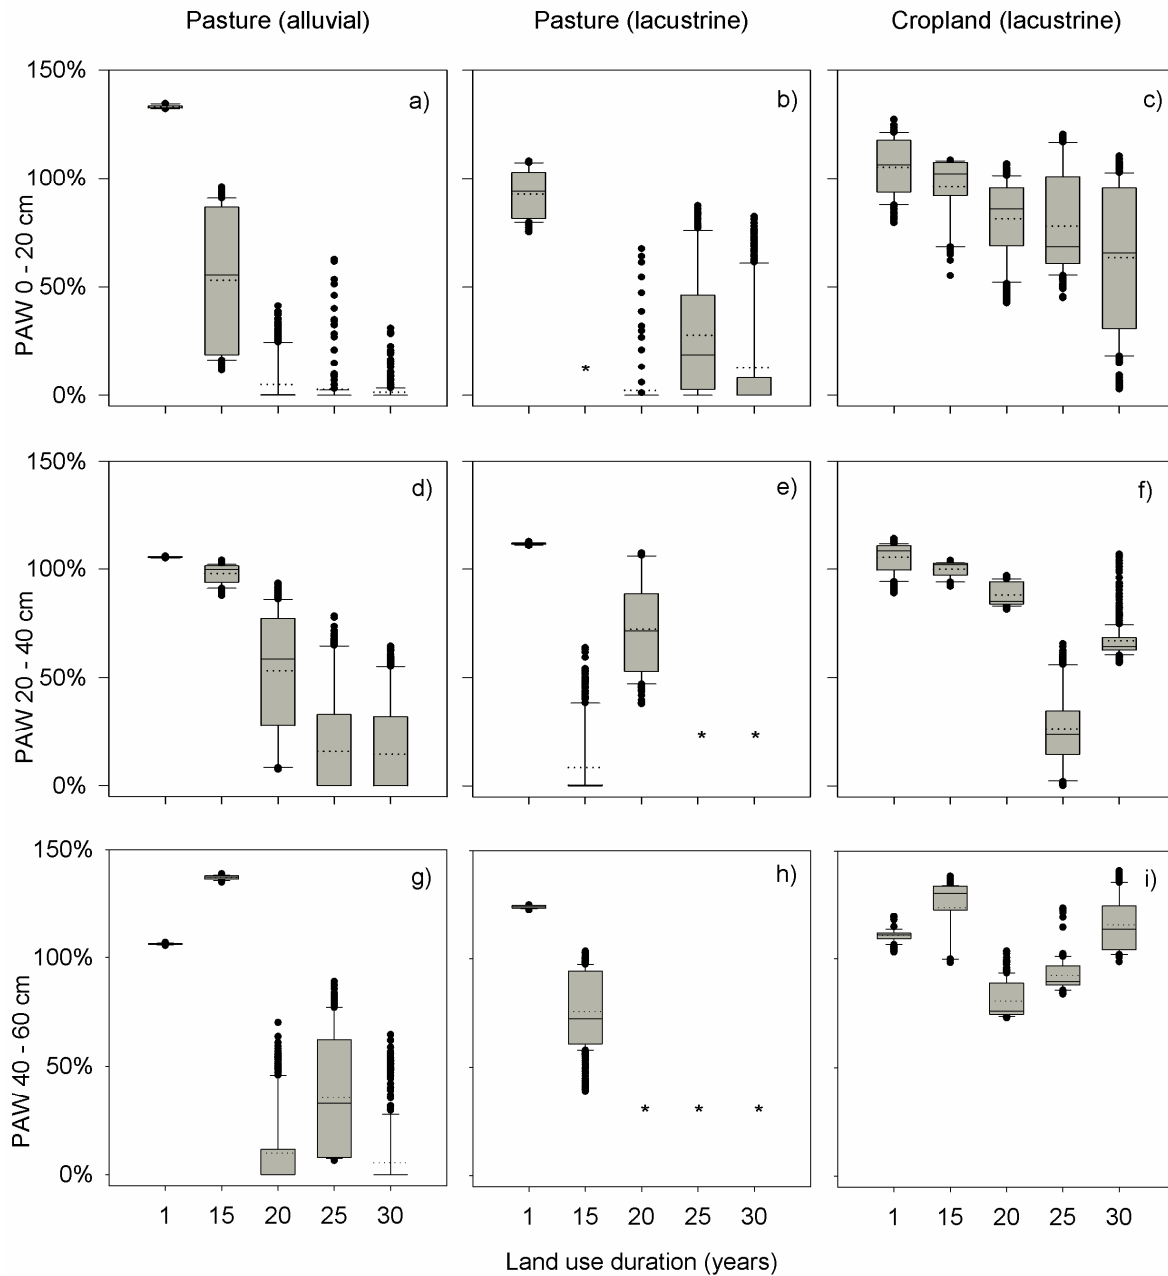 Pasture (alluvial) Pasture (lacustrine) Cropland (lacustrine)
150% a) b) c)
100%
50%
0%
PAW 0 - 20 cm
*
150% d) e) f)
100%
50%
0%
PAW 20 - 40 cm
* *
150% g) h) i)
100%
50%
0%
PAW 40 - 60 cm
* * *
1 15 20 25 30 1 15 20 25 30 1 15 20 25 30
Land use duration (years)